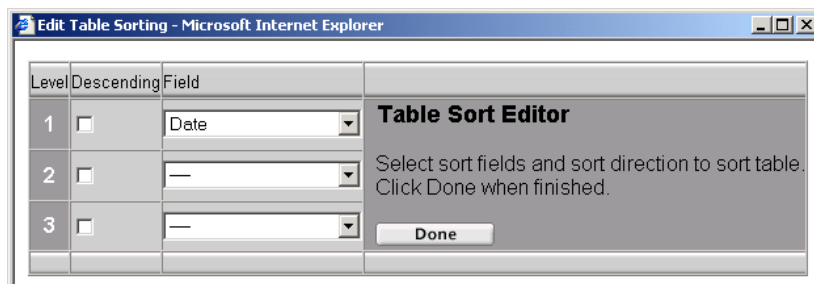 Edit Table Sorting - Microsoft Internet Explorer
Level Descending Field
1 Date
2 —
3 —
Table Sort Editor
Select sort fields and sort direction to sort table.
Click Done when finished.
Done